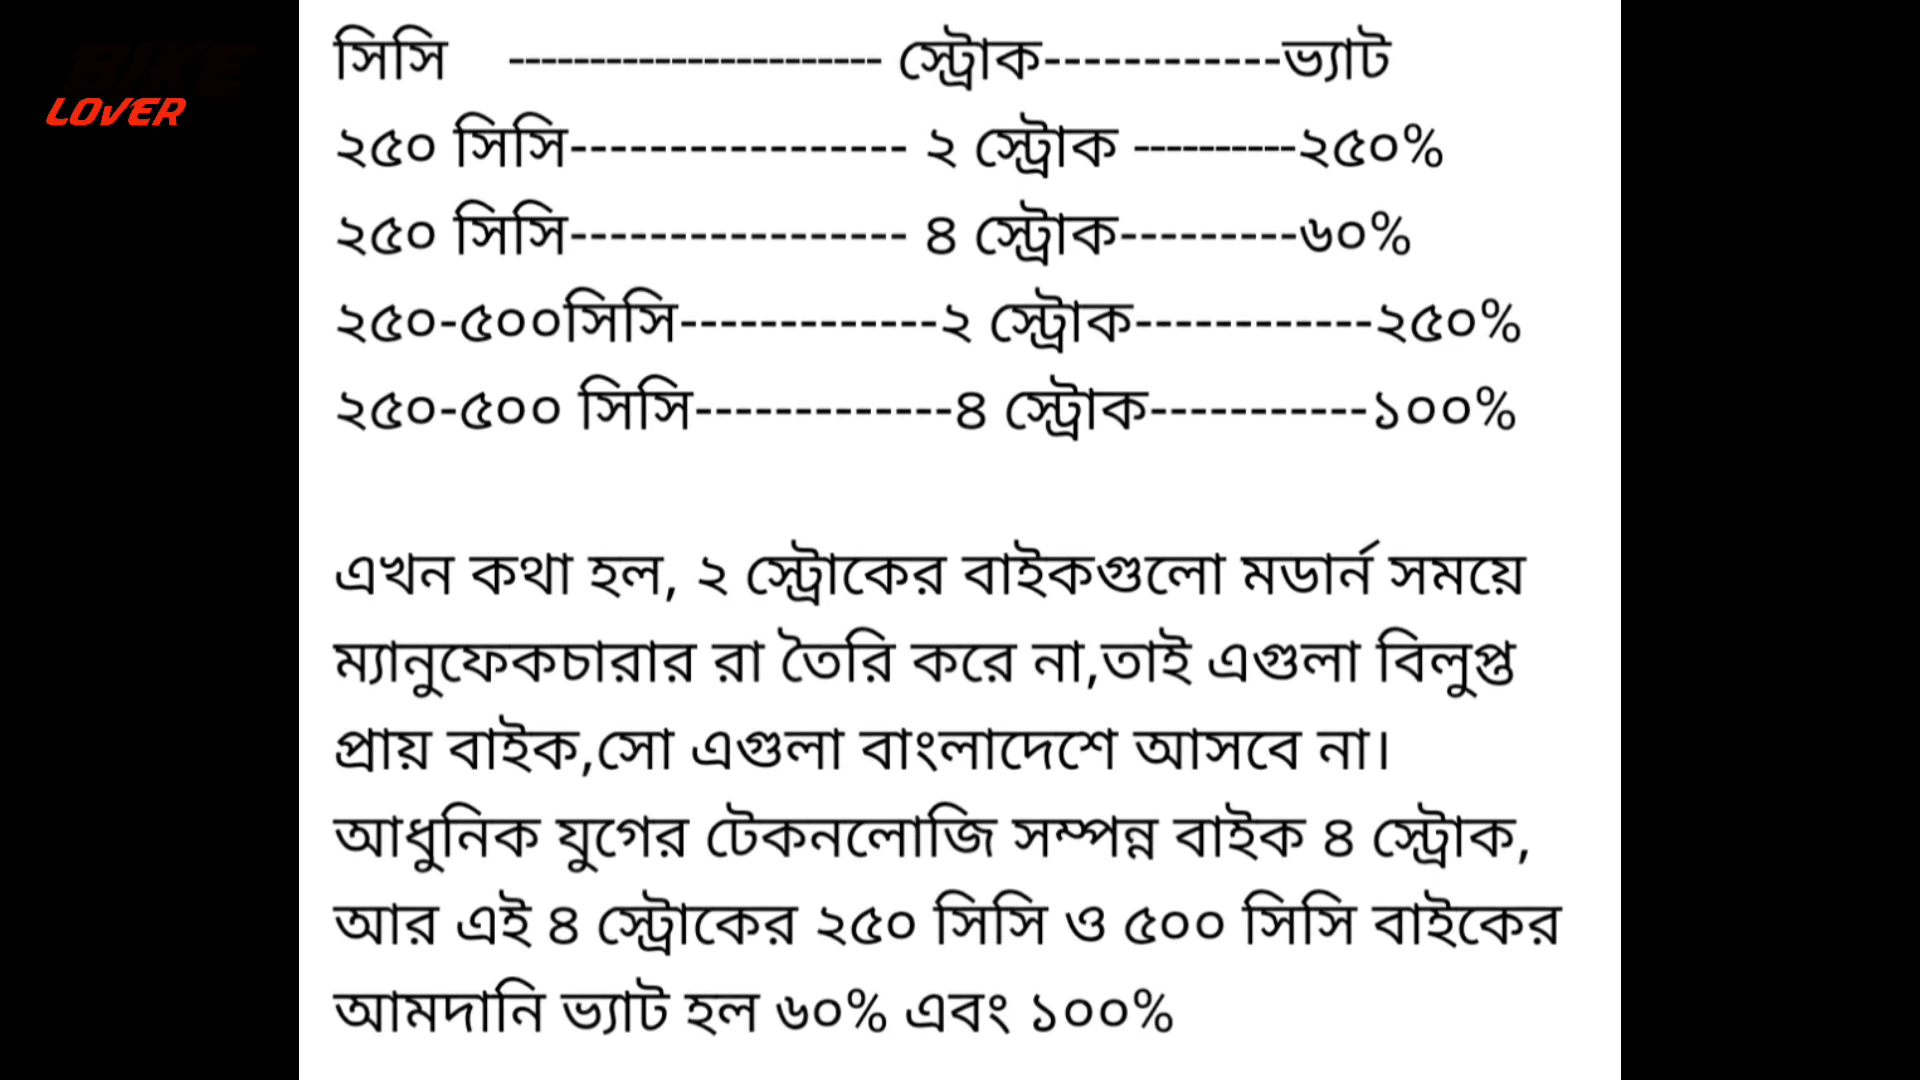 BIKE
LOVER
সিসি ----------------------- স্ট্রোক------------ভ্যাট
২৫০ সিসি----------------- ২ স্ট্রোক ----------২৫০%
২৫০ সিসি----------------- ৪ স্ট্রোক---------৬০%
২৫০-৫০০সিসি-------------২ স্ট্রোক------------২৫০%
২৫০-৫০০ সিসি-------------৪ স্ট্রোক-----------১০০%
এখন কথা হল, ২ স্ট্রোকের বাইকগুলো মডার্ন সময়ে
ম্যানুফেকচারার রা তৈরি করে না,তাই এগুলা বিলুপ্ত
প্রায় বাইক,সো এগুলা বাংলাদেশে আসবে না।
আধুনিক যুগের টেকনলোজি সম্পন্ন বাইক ৪ স্ট্রোক,
আর এই ৪ স্ট্রোকের ২৫০ সিসি ও ৫০০ সিসি বাইকের
আমদানি ভ্যাট হল ৬০% এবং ১০০%